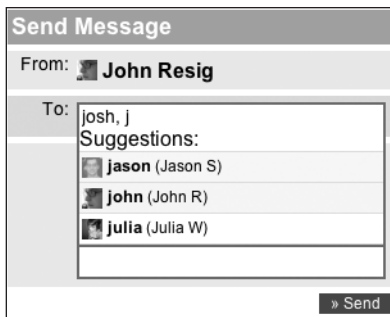 Send Message
From: John Resig
To: josh, j
Suggestions:
jason (Jason S)
john (John R)
julia (Julia W)
» Send